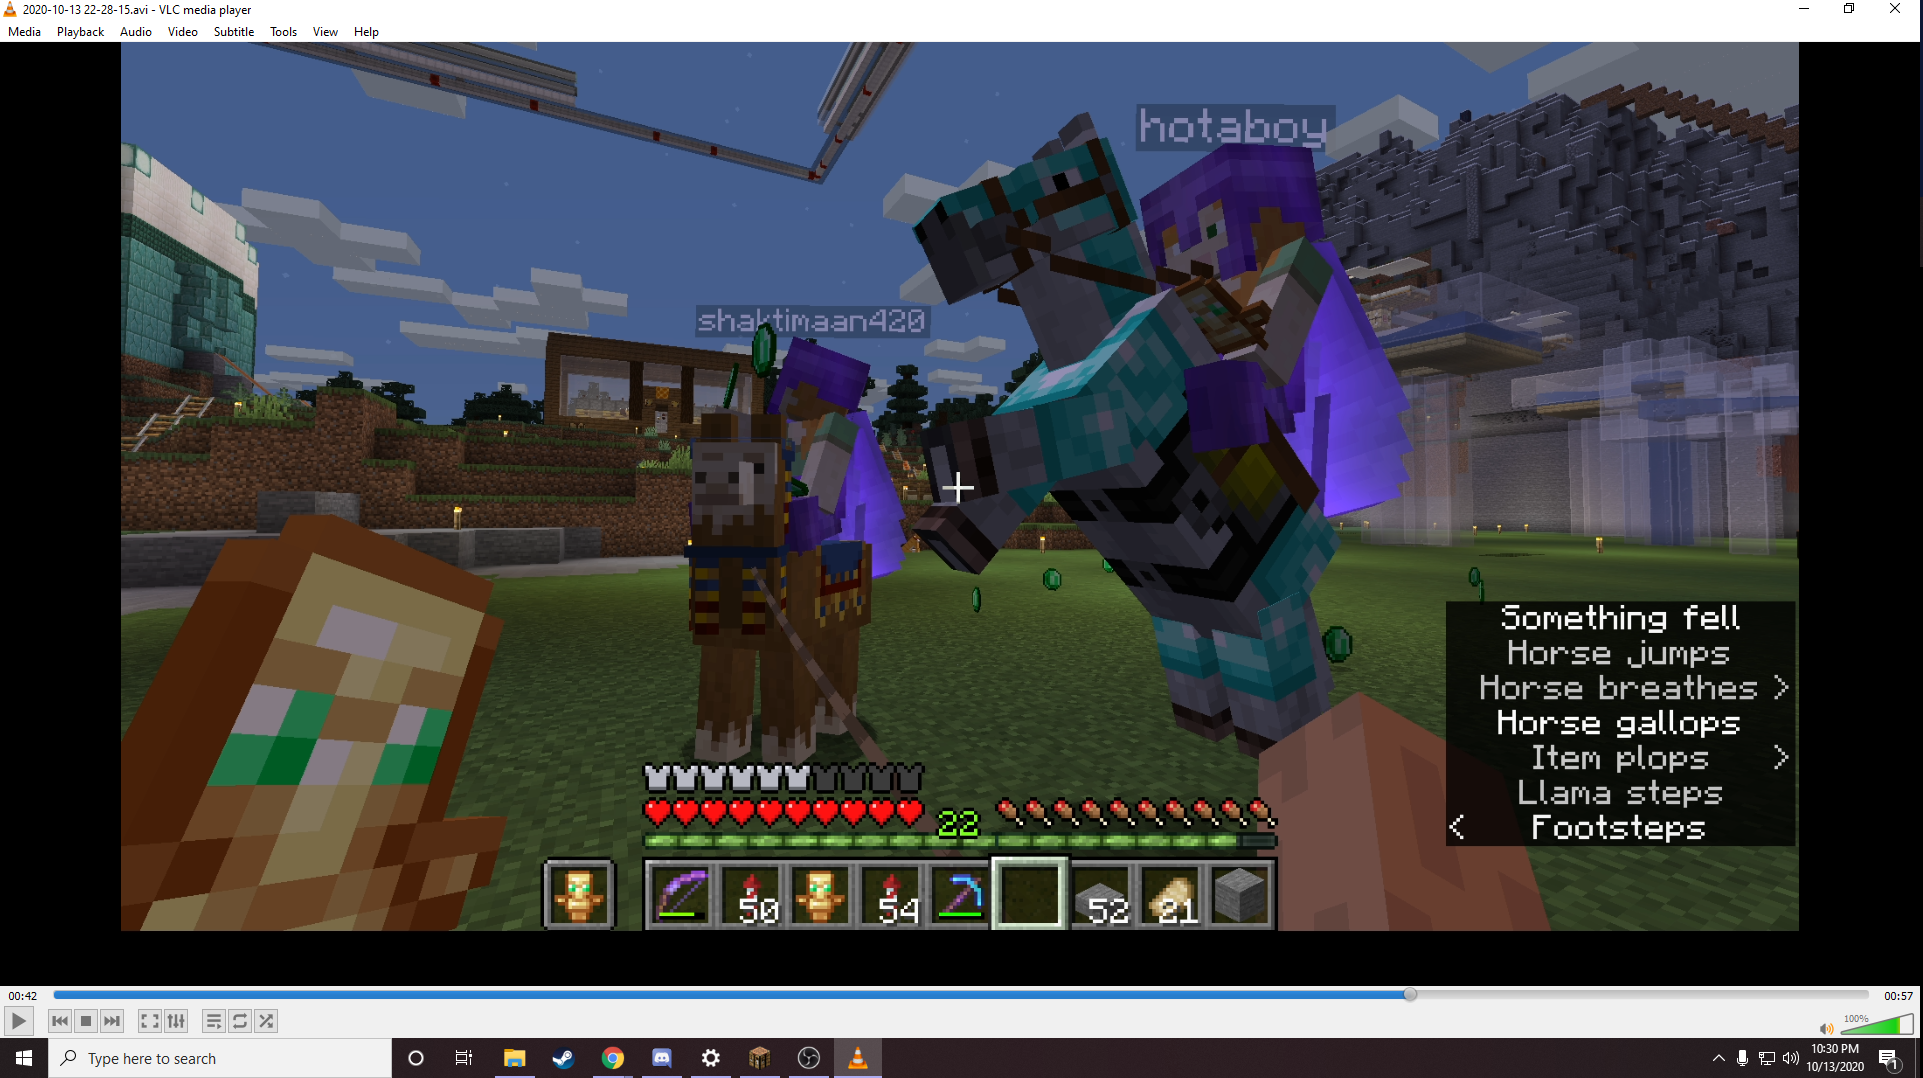 2020-10-13 22-28-15.avi - VLC media player
Media Playback Audio Video Subtitle Tools View Help
hotaboy
shaktimaan420
Something fell
Horse jumps
Horse breathes >
Horse gallops
Item plops >
Llama steps
< Footsteps
22
50 54 52 21
00:42 00:57
100%
Type here to search
10:30 PM
10/13/2020
1